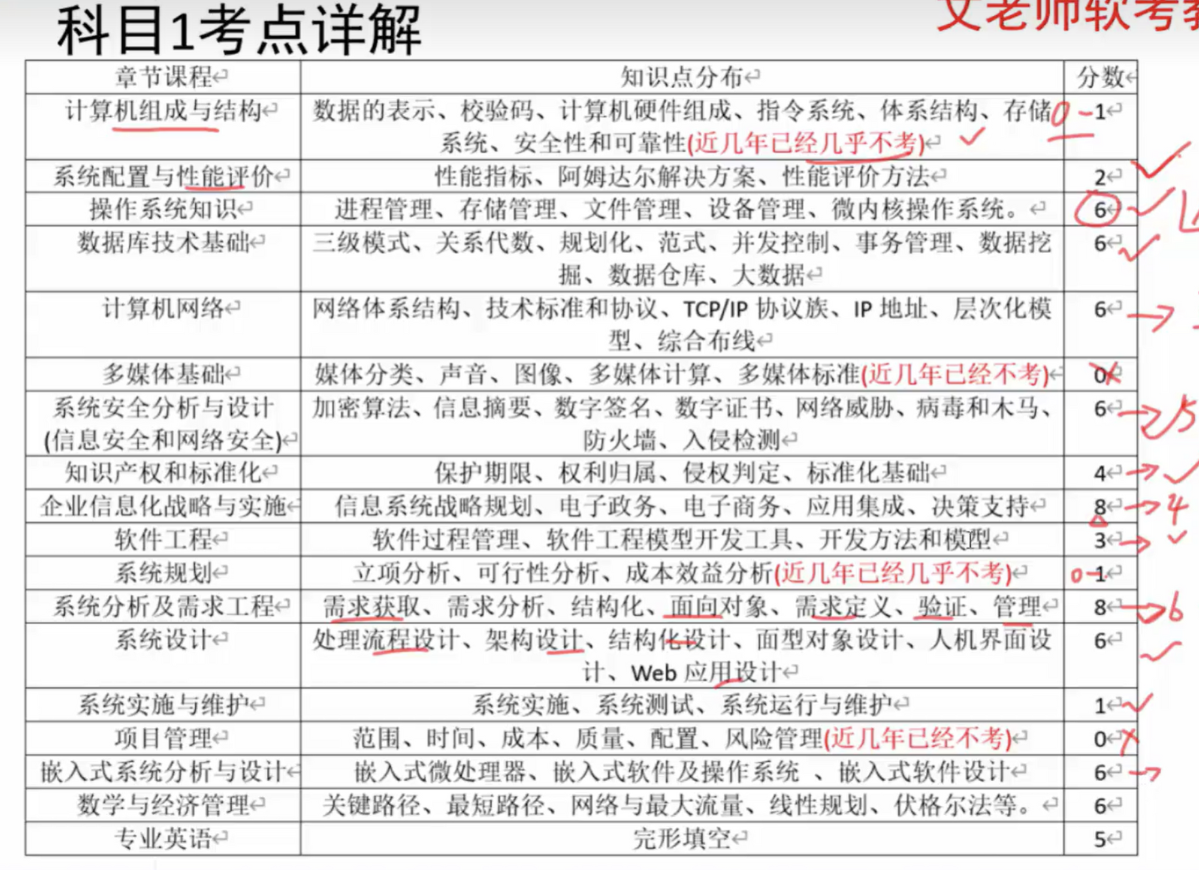 科目1考点详解
文老师软考教
章节课程 知识点分布 分数
计算机组成与结构 数据的表示、校验码、计算机硬件组成、指令系统、体系结构、存储 0-1
系统、安全性和可靠性(近几年已经几乎不考)
系统配置与性能评价 性能指标、阿姆达尔解决方案、性能评价方法 2
操作系统知识 进程管理、存储管理、文件管理、设备管理、微内核操作系统。 6
数据库技术基础 三级模式、关系代数、规划化、范式、并发控制、事务管理、数据挖 6
掘、数据仓库、大数据
计算机网络 网络体系结构、技术标准和协议、TCP/IP 协议族、IP 地址、层次化模 6
型、综合布线
多媒体基础 媒体分类、声音、图像、多媒体计算、多媒体标准(近几年已经不考) 0
系统安全分析与设计 加密算法、信息摘要、数字签名、数字证书、网络威胁、病毒和木马、 6 5
(信息安全和网络安全) 防火墙、入侵检测
知识产权和标准化 保护期限、权利归属、侵权判定、标准化基础 4
企业信息化战略与实施 信息系统战略规划、电子政务、电子商务、应用集成、决策支持 8 4
软件工程 软件过程管理、软件工程模型开发工具、开发方法和模型 3
系统规划 立项分析、可行性分析、成本效益分析(近几年已经几乎不考) 0-1
系统分析及需求工程 需求获取、需求分析、结构化、面向对象、需求定义、验证、管理 8 6
系统设计 处理流程设计、架构设计、结构化设计、面型对象设计、人机界面设 6
计、Web 应用设计
系统实施与维护 系统实施、系统测试、系统运行与维护 1
项目管理 范围、时间、成本、质量、配置、风险管理(近几年已经不考) 0
嵌入式系统分析与设计 嵌入式微处理器、嵌入式软件及操作系统 、嵌入式软件设计 6
数学与经济管理 关键路径、最短路径、网络与最大流量、线性规划、伏格尔法等。 6
专业英语 完形填空 5